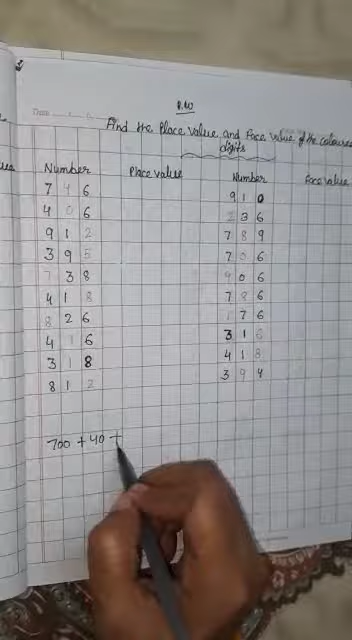 Date
H.W
Find the Place value and Face value of the coloured
digits
Number Place value Number Face value
7 4 6 9 1 0
4 0 6 2 3 6
9 1 2 7 8 9
3 9 5 7 0 6
7 3 8 9 0 6
4 1 8 7 8 6
8 2 6 1 7 6
4 1 6 3 1 6
3 1 8 4 1 8
8 1 2 3 9 4
700 + 40 +